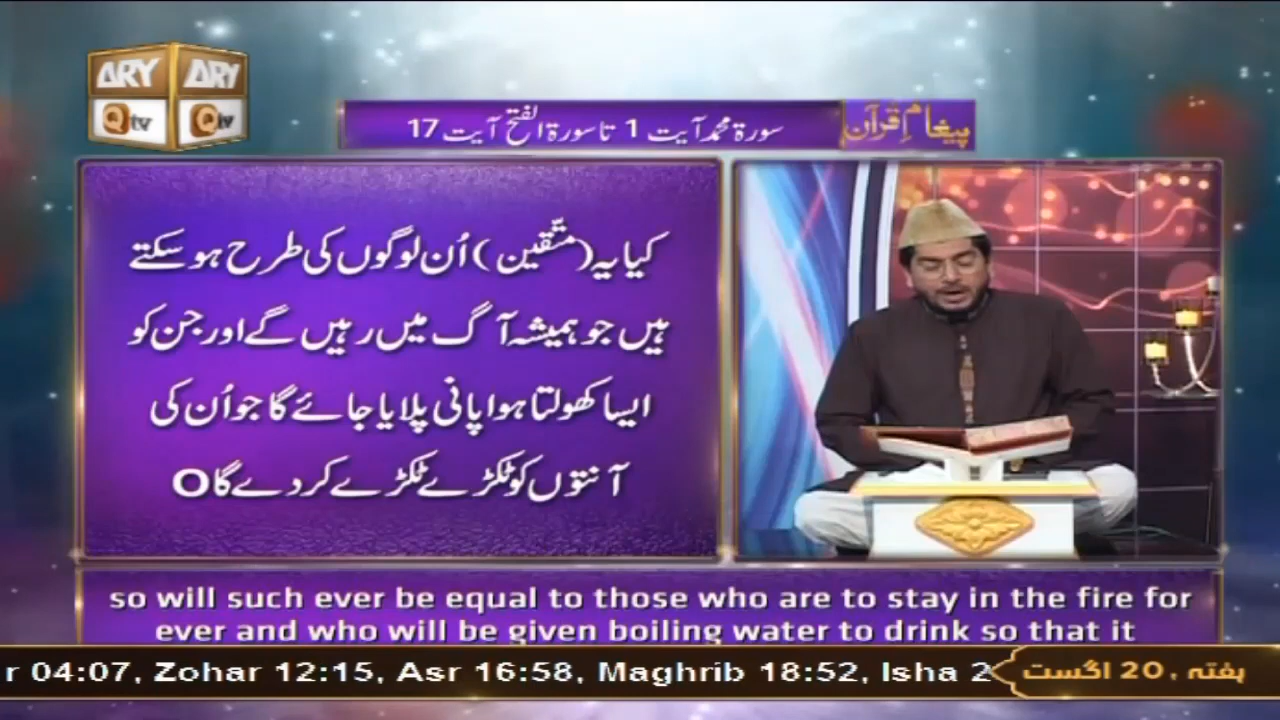 ARY ARY
Qtv Qtv
پیغامِ قرآن
سورۃ محمد آیت 1 تا سورۃ الفتح آیت 17
کیا یہ (متّقین) اُن لوگوں کی طرح ہو سکتے
ہیں جو ہمیشہ آگ میں رہیں گے اور جن کو
ایسا کھولتا ہوا پانی پلایا جائے گا جو اُن کی
آنتوں کو ٹکڑے ٹکڑے کر دے گا O
so will such ever be equal to those who are to stay in the fire for
ever and who will be given boiling water to drink so that it
r 04:07, Zohar 12:15, Asr 16:58, Maghrib 18:52, Isha 2
ہفتہ ، 20 اگست